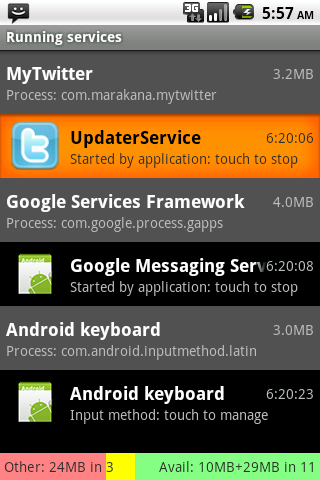 3G
5:57 AM
Running services
MyTwitter 3.2MB
Process: com.marakana.mytwitter
UpdaterService 6:20:06
Started by application: touch to stop
Google Services Framework 4.0MB
Process: com.google.process.gapps
Android
Google Messaging Serv 6:20:08
Started by application: touch to stop
Android keyboard 3.0MB
Process: com.android.inputmethod.latin
Android
Android keyboard 6:20:23
Input method: touch to manage
Other: 24MB in 3 Avail: 10MB+29MB in 11